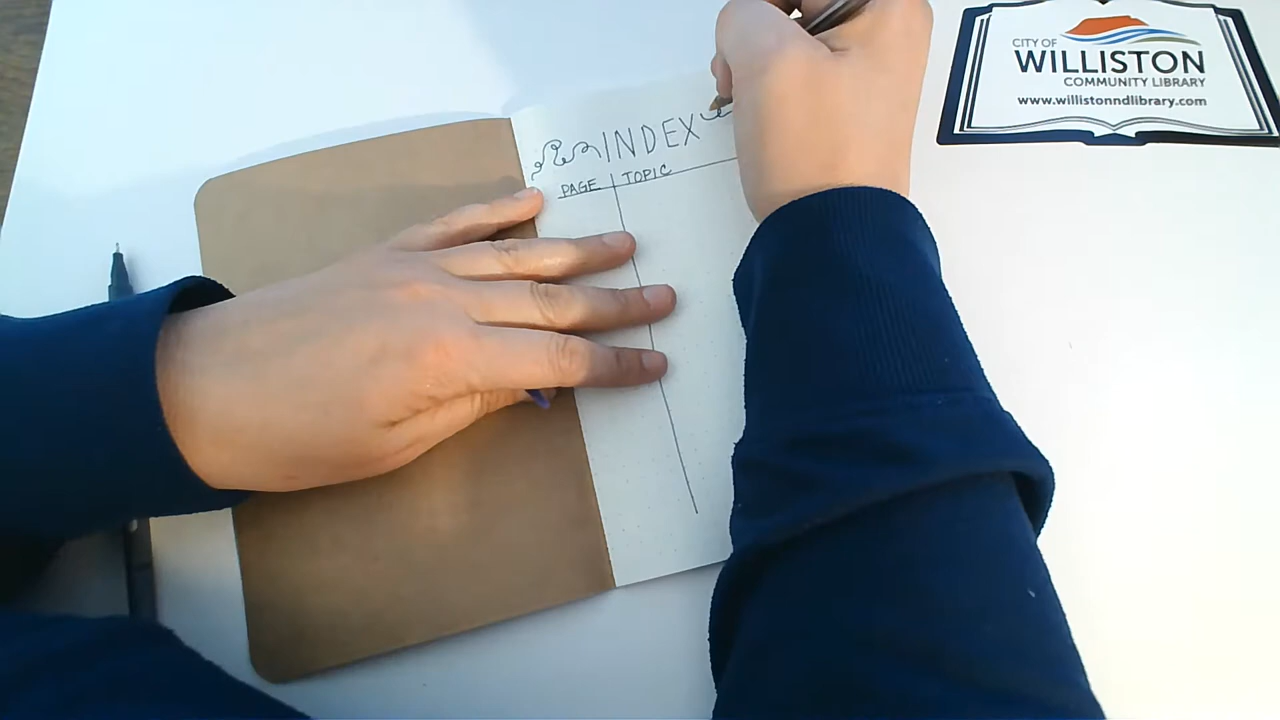 INDEX
PAGE TOPIC
CITY OF
WILLISTON
COMMUNITY LIBRARY
www.willistonndlibrary.com